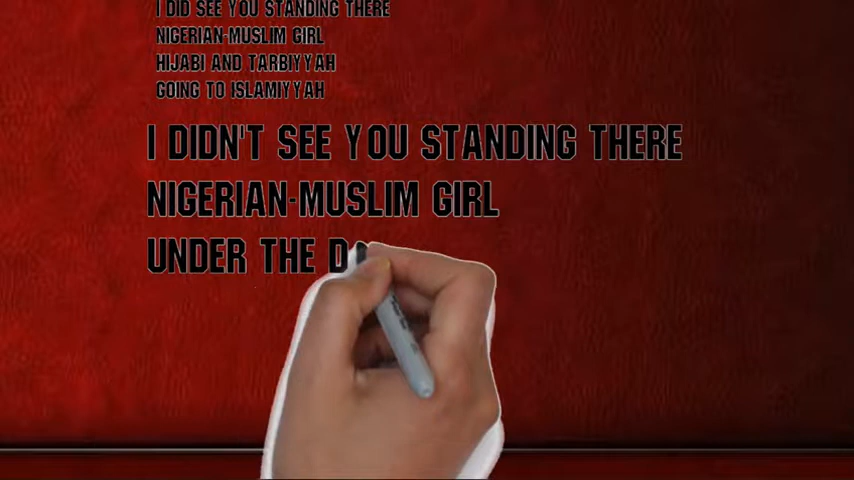 I DID SEE YOU STANDING THERE
NIGERIAN-MUSLIM GIRL
HIJABI AND TARBIYYAH
GOING TO ISLAMIYYAH
I DIDN'T SEE YOU STANDING THERE
NIGERIAN-MUSLIM GIRL
UNDER THE